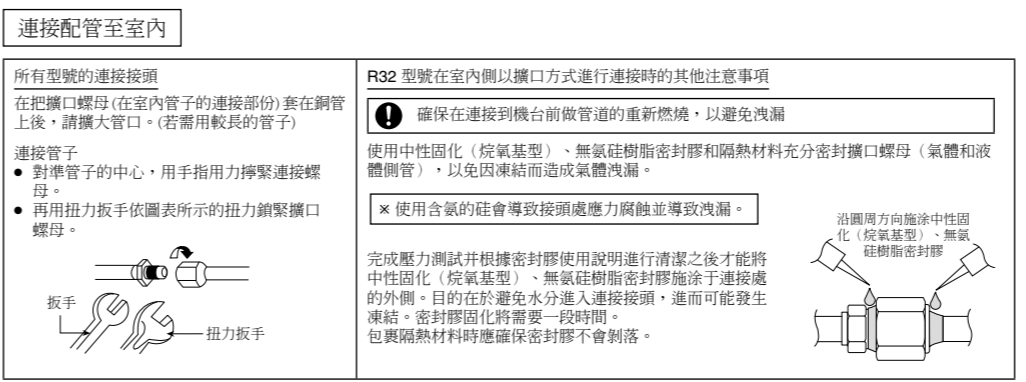 連接配管至室內
所有型號的連接接頭
在把擴口螺母(在室內管子的連接部份)套在銅管
上後，請擴大管口。(若需用較長的管子)
連接管子
● 對準管子的中心，用手指用力擰緊連接螺
母。
● 再用扭力扳手依圖表所示的扭力鎖緊擴口
螺母。
扳手
扭力扳手
R32 型號在室內側以擴口方式進行連接時的其他注意事項
確保在連接到機台前做管道的重新燃燒，以避免洩漏
使用中性固化（烷氧基型）、無氨硅樹脂密封膠和隔熱材料充分密封擴口螺母（氣體和液
體側管），以免因凍結而造成氣體洩漏。
※ 使用含氨的硅會導致接頭處應力腐蝕並導致洩漏。
完成壓力測試并根據密封膠使用說明進行清潔之後才能將
中性固化（烷氧基型）、無氨硅樹脂密封膠施涂于連接處
的外側。目的在於避免水分進入連接接頭，進而可能發生
凍結。密封膠固化將需要一段時間。
包裹隔熱材料時應確保密封膠不會剝落。
沿圓周方向施涂中性固
化（烷氧基型）、無氨
硅樹脂密封膠